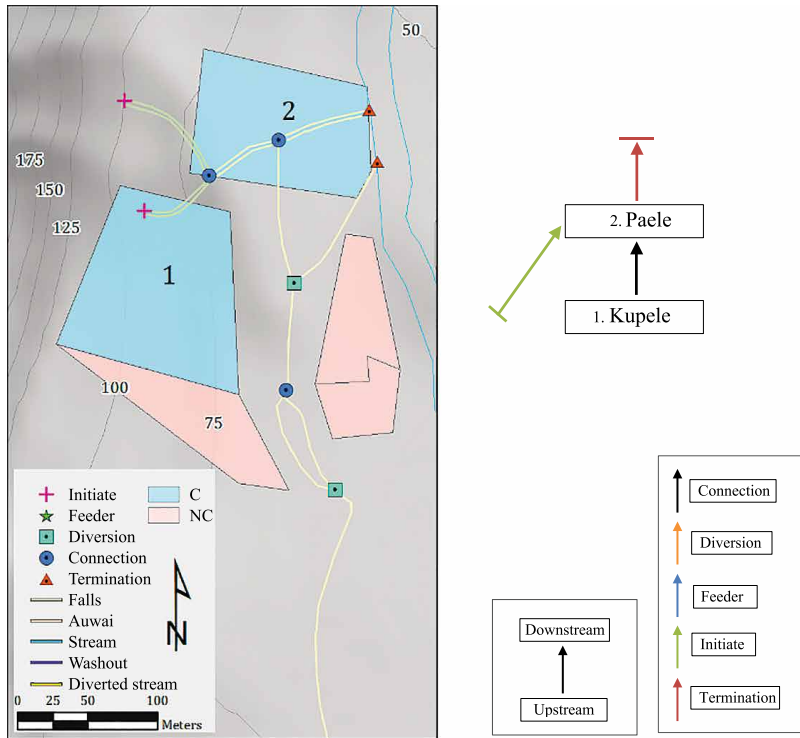 50
2
175
150
125
1
100
75
Initiate
C
Feeder
NC
Diversion
Connection
Termination
Falls
Auwai
Stream
Washout
Diverted stream
N
0 25 50 100
Meters
2. Paele
1. Kupele
Downstream
Upstream
Connection
Diversion
Feeder
Initiate
Termination